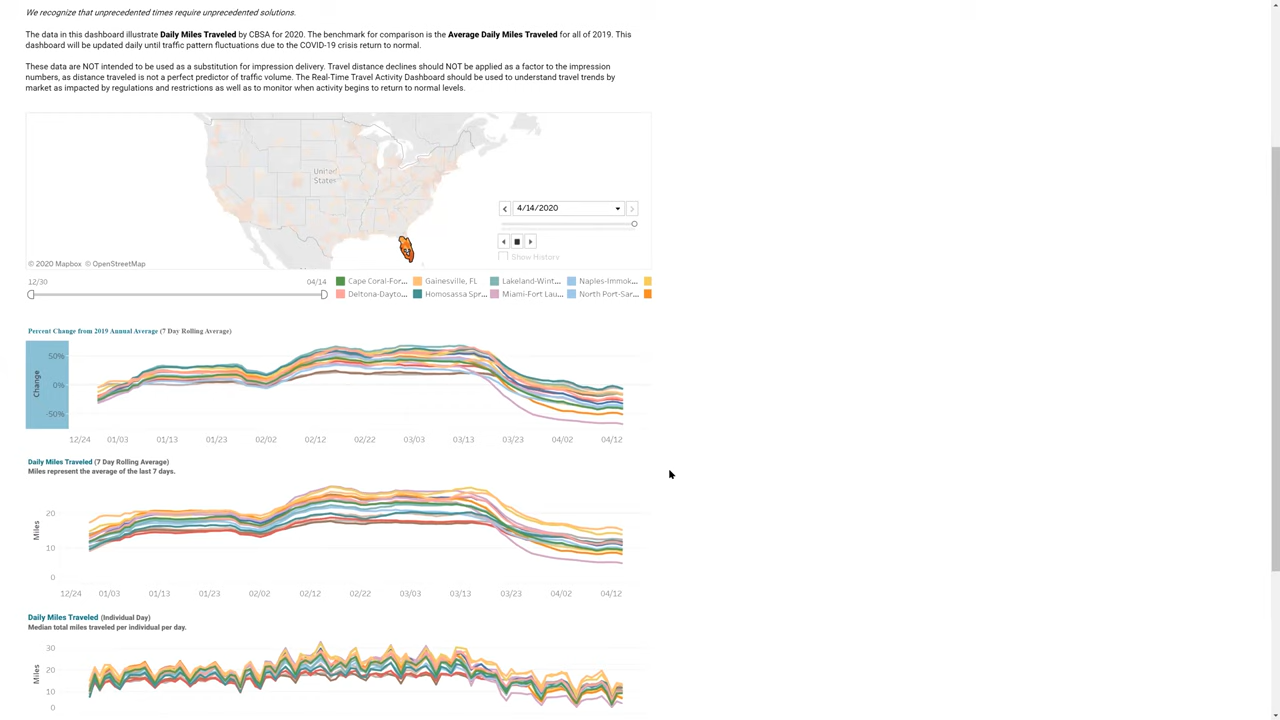 We recognize that unprecedented times require unprecedented solutions.
The data in this dashboard illustrate Daily Miles Traveled by CBSA for 2020. The benchmark for comparison is the Average Daily Miles Traveled for all of 2019. This
dashboard will be updated daily until traffic pattern fluctuations due to the COVID-19 crisis return to normal.
These data are NOT intended to be used as a substitution for impression delivery. Travel distance declines should NOT be applied as a factor to the impression
numbers, as distance traveled is not a perfect predictor of traffic volume. The Real-Time Travel Activity Dashboard should be used to understand travel trends by
market as impacted by regulations and restrictions as well as to monitor when activity begins to return to normal levels.
United
States
4/14/2020
Show History
© 2020 Mapbox © OpenStreetMap
12/30 04/14
Cape Coral-For... Gainesville, FL Lakeland-Wint... Naples-Immok...
Deltona-Dayto... Homosassa Spr... Miami-Fort Lau... North Port-Sar...
Percent Change from 2019 Annual Average (7 Day Rolling Average)
50%
0%
-50%
Change
12/24 01/03 01/13 01/23 02/02 02/12 02/22 03/03 03/13 03/23 04/02 04/12
Daily Miles Traveled (7 Day Rolling Average)
Miles represent the average of the last 7 days.
20
10
0
Miles
12/24 01/03 01/13 01/23 02/02 02/12 02/22 03/03 03/13 03/23 04/02 04/12
Daily Miles Traveled (Individual Day)
Median total miles traveled per individual per day.
30
20
10
0
Miles